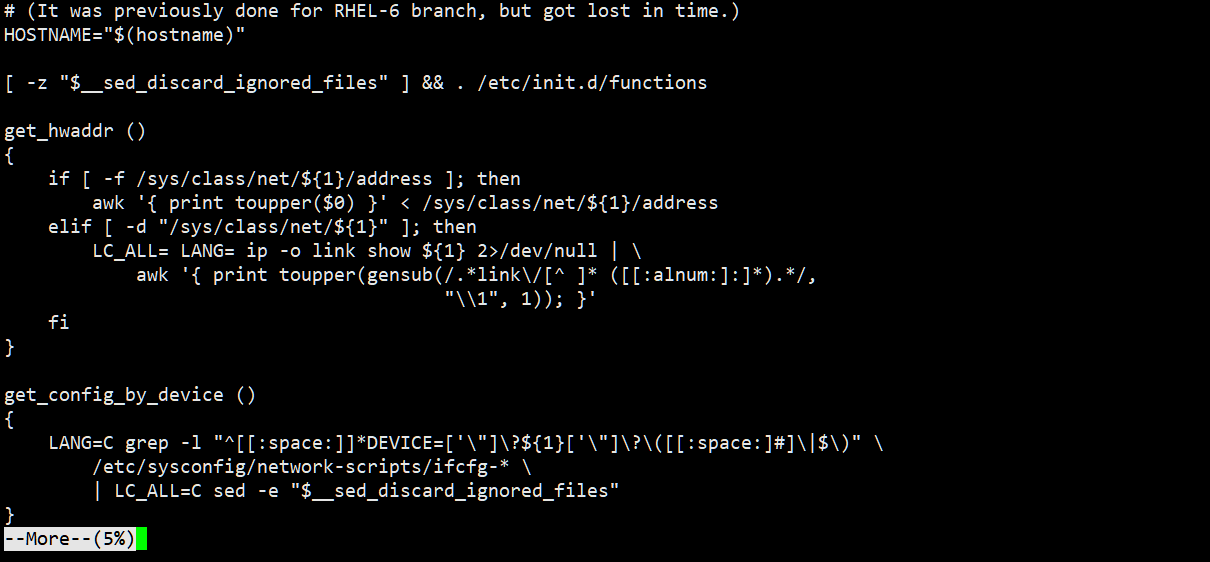 # (It was previously done for RHEL-6 branch, but got lost in time.)
HOSTNAME="$(hostname)"

[ -z "$__sed_discard_ignored_files" ] && . /etc/init.d/functions

get_hwaddr ()
{
    if [ -f /sys/class/net/${1}/address ]; then
        awk '{ print toupper($0) }' < /sys/class/net/${1}/address
    elif [ -d "/sys/class/net/${1}" ]; then
        LC_ALL= LANG= ip -o link show ${1} 2>/dev/null | \
            awk '{ print toupper(gensub(/.*link\/[^ ]* ([[:alnum:]:]*).*/,
                                        "\\1", 1)); }'
    fi
}

get_config_by_device ()
{
    LANG=C grep -l "^[[:space:]]*DEVICE=['\"]\?${1}['\"]\?\([[:space:]#]\|$\)" \
        /etc/sysconfig/network-scripts/ifcfg-* \
        | LC_ALL=C sed -e "$__sed_discard_ignored_files"
}
--More--(5%)